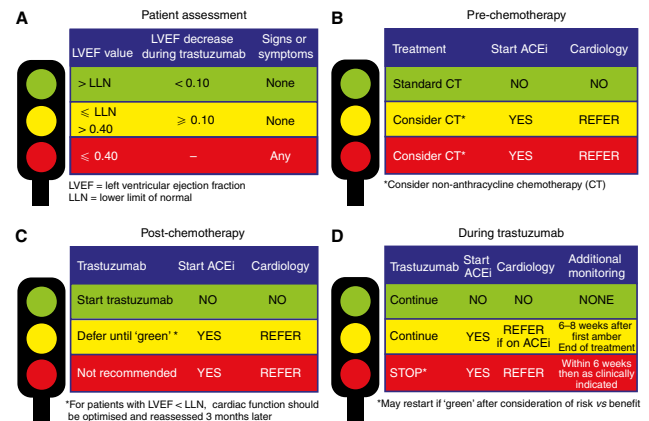 A
Patient assessment
LVEF value
LVEF decrease
during trastuzumab
Signs or
symptoms
> LLN
< 0.10
None
⩽ LLN
> 0.40
⩾ 0.10
None
⩽ 0.40
–
Any
LVEF = left ventricular ejection fraction
LLN = lower limit of normal
B
Pre-chemotherapy
Treatment
Start ACEi
Cardiology
Standard CT
NO
NO
Consider CT*
YES
REFER
Consider CT*
YES
REFER
*Consider non-anthracycline chemotherapy (CT)
C
Post-chemotherapy
Trastuzumab
Start ACEi
Cardiology
Start trastuzumab
NO
NO
Defer until ‘green’ *
YES
REFER
Not recommended
YES
REFER
*For patients with LVEF < LLN, cardiac function should
be optimised and reassessed 3 months later
D
During trastuzumab
Trastuzumab
Start
ACEi
Cardiology
Additional
monitoring
Continue
NO
NO
NONE
Continue
YES
REFER
if on ACEi
6–8 weeks after
first amber
End of treatment
STOP*
YES
REFER
Within 6 weeks
then as clinically
indicated
*May restart if ‘green’ after consideration of risk vs benefit